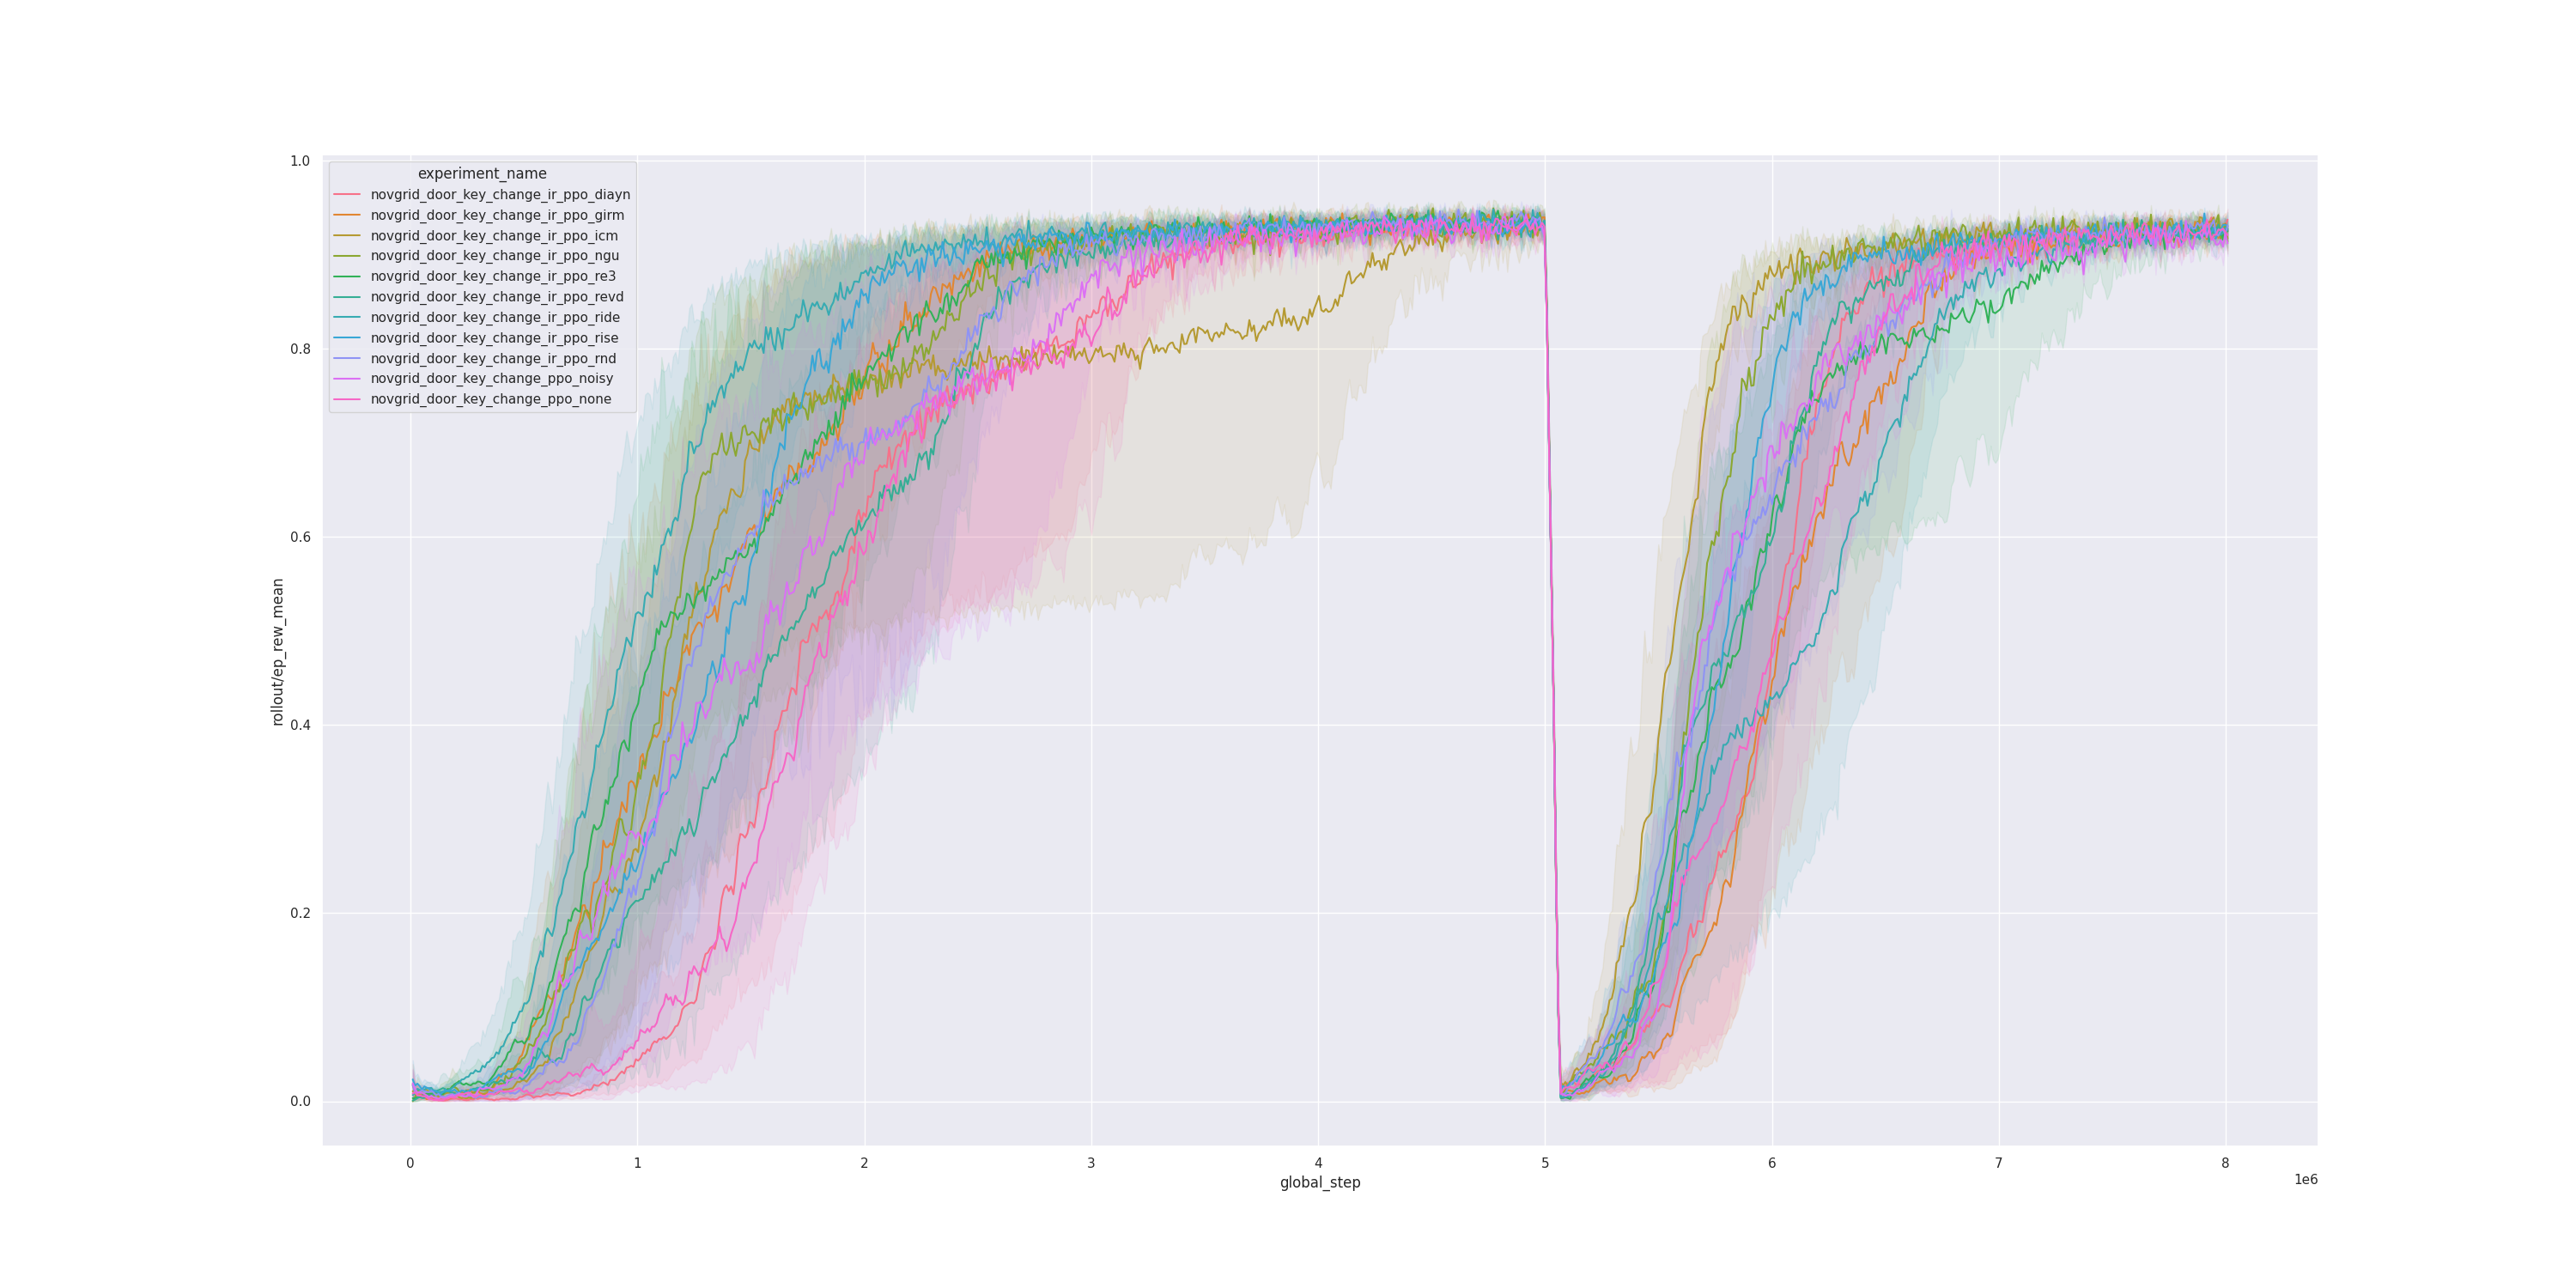 experiment_name
novgrid_door_key_change_ir_ppo_diayn
novgrid_door_key_change_ir_ppo_girm
novgrid_door_key_change_ir_ppo_icm
novgrid_door_key_change_ir_ppo_ngu
novgrid_door_key_change_ir_ppo_re3
novgrid_door_key_change_ir_ppo_revd
novgrid_door_key_change_ir_ppo_ride
novgrid_door_key_change_ir_ppo_rise
novgrid_door_key_change_ir_ppo_rnd
novgrid_door_key_change_ppo_noisy
novgrid_door_key_change_ppo_none
1.0
0.8
0.6
0.4
0.2
0.0
rollout/ep_rew_mean
0 1 2 3 4 5 6 7 8
1e6
global_step